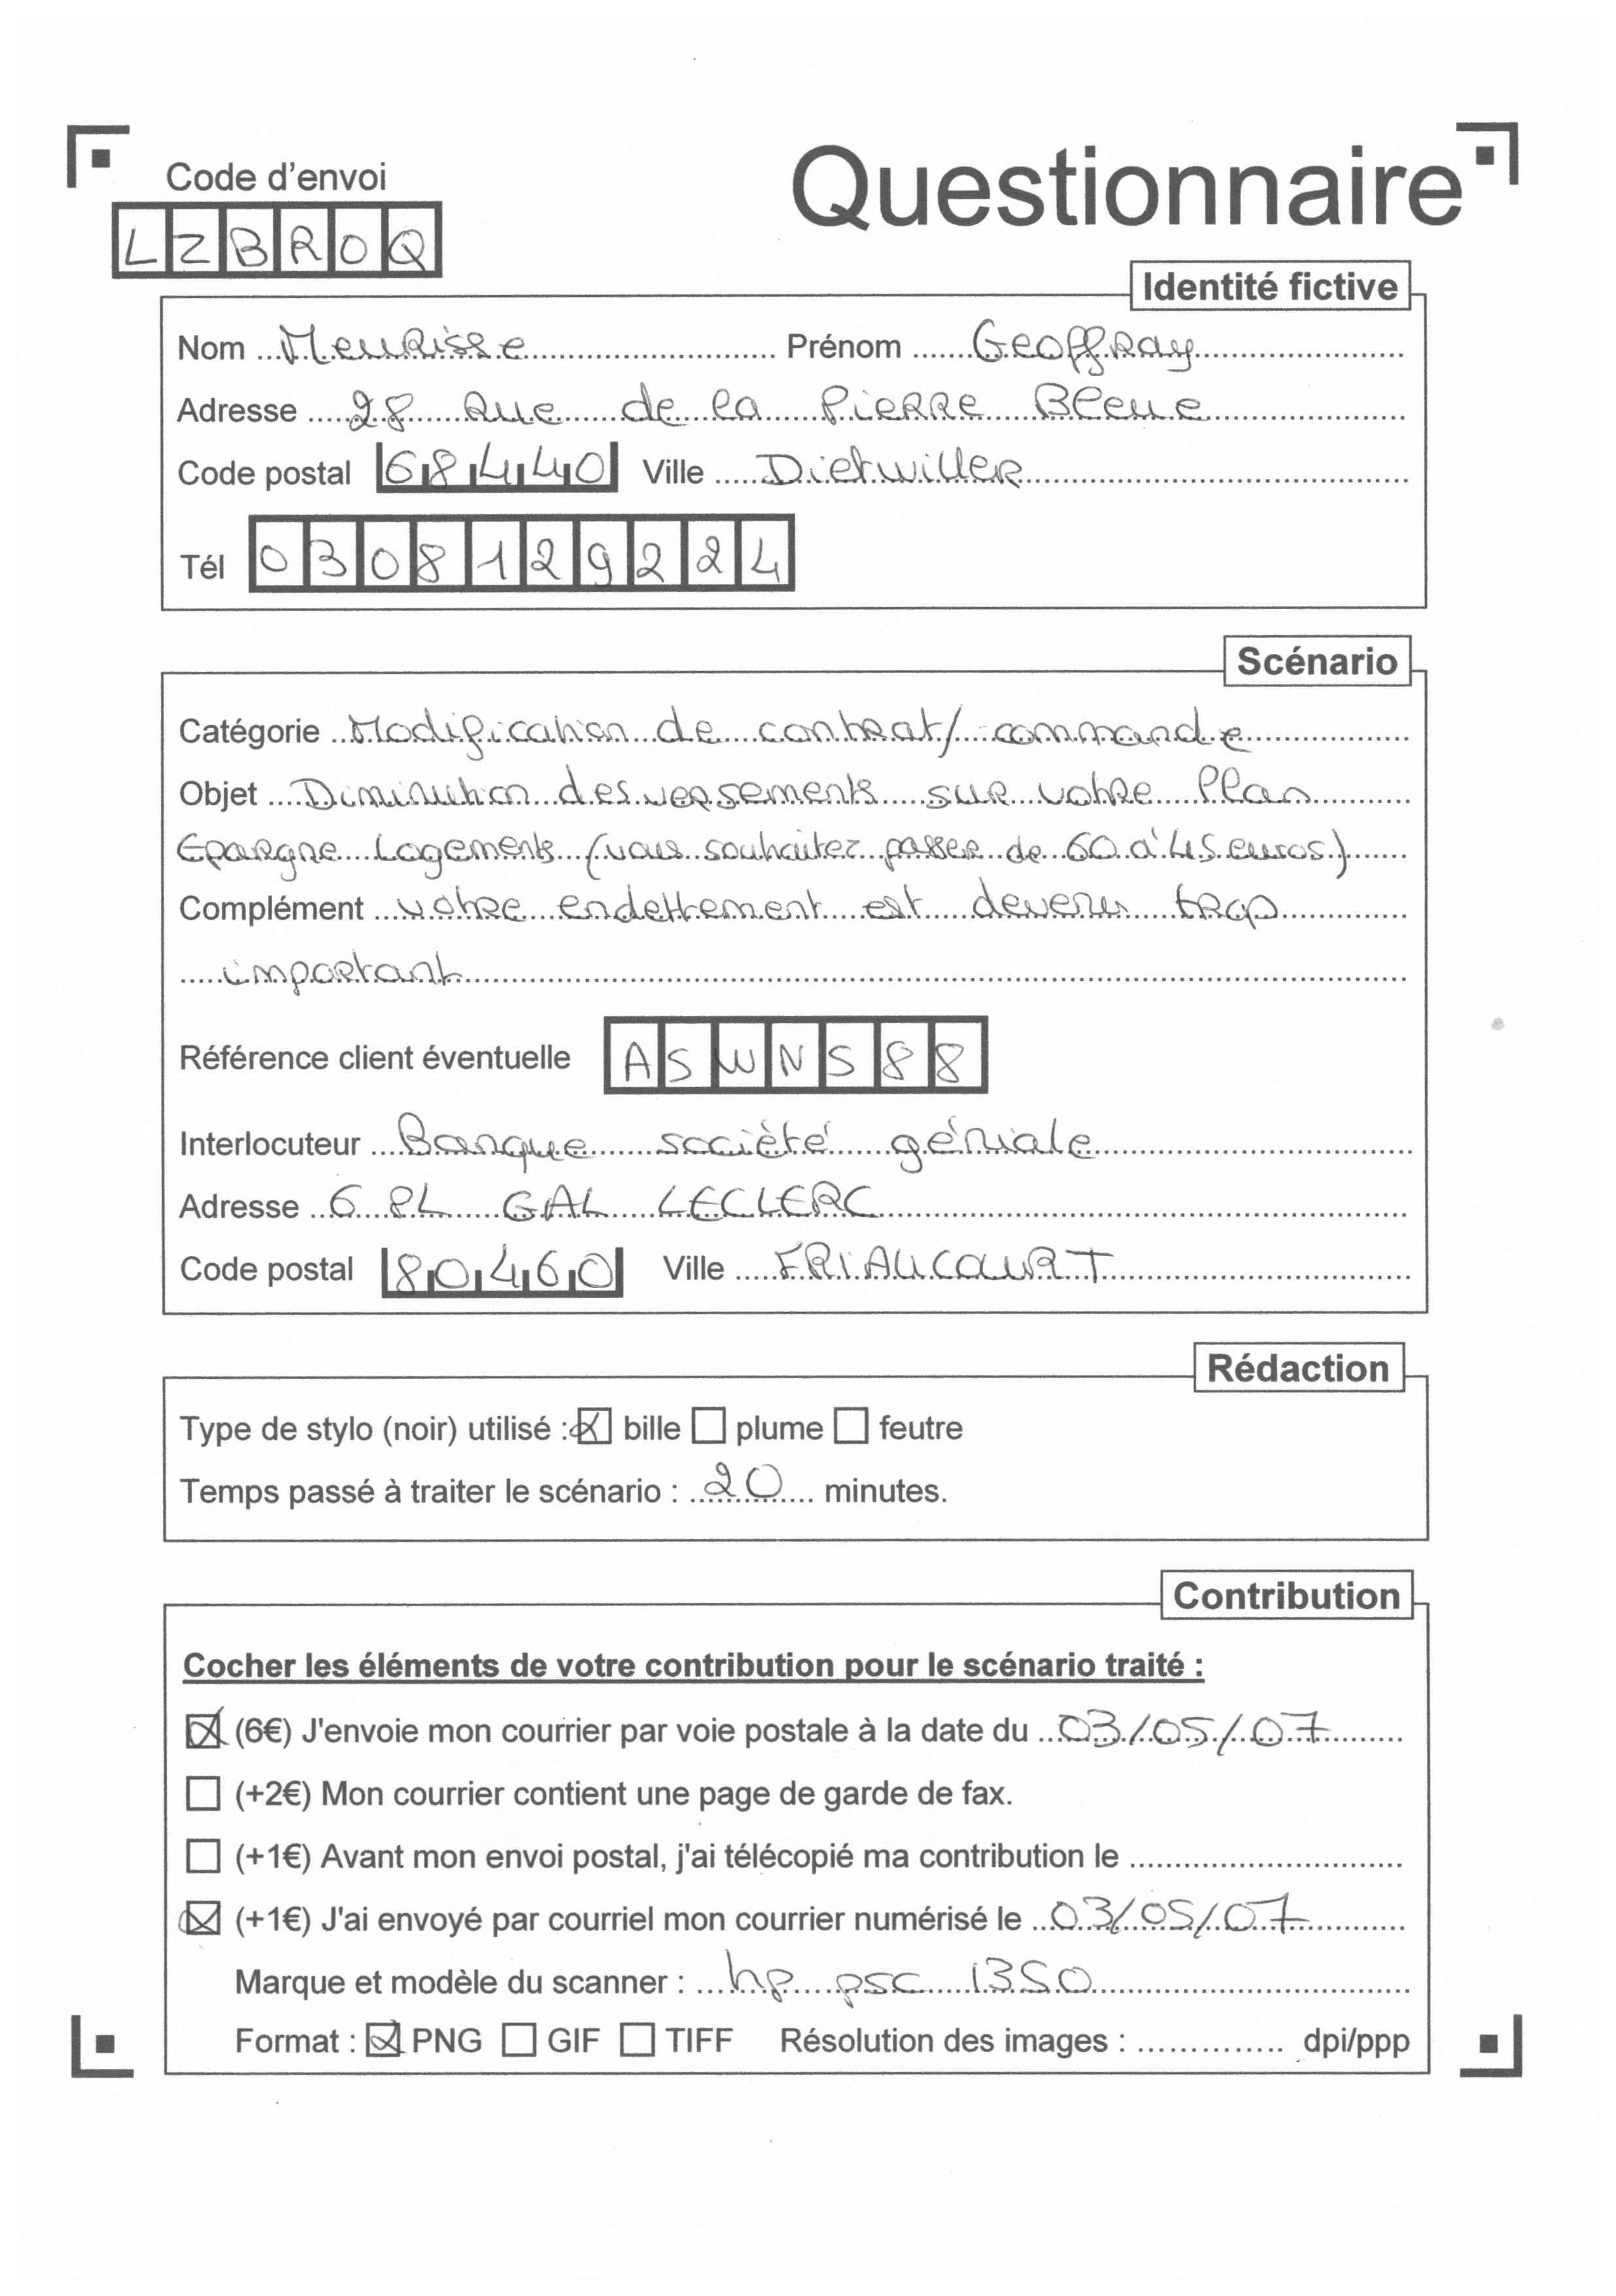 Code d'envoi
Questionnaire
LZBROQ
Identité fictive
Nom Meurisse Prénom Geoffray
Adresse 28 Rue de la Pierre Bleue
Code postal 68440 Ville Dietwiller
Tél 0308129224
Scénario
Catégorie Modification de contrat/commande
Objet Diminution des versements sur votre Plan
Epargne Logements (vous souhaitez passer de 60 à 45 euros)
Complément votre endettement est devenu trop
important
Référence client éventuelle ASWNS88
Interlocuteur Banque société géniale
Adresse 6 PL GAL LECLERC
Code postal 80460 Ville FRIAUCOURT
Rédaction
Type de stylo (noir) utilisé : bille plume feutre
Temps passé à traiter le scénario : 20 minutes.
Contribution
Cocher les éléments de votre contribution pour le scénario traité :
(6€) J'envoie mon courrier par voie postale à la date du 03/05/07
(+2€) Mon courrier contient une page de garde de fax.
(+1€) Avant mon envoi postal, j'ai télécopié ma contribution le
(+1€) J'ai envoyé par courriel mon courrier numérisé le 03/05/07
Marque et modèle du scanner : hp psc 1350
Format : PNG GIF TIFF Résolution des images : dpi/ppp